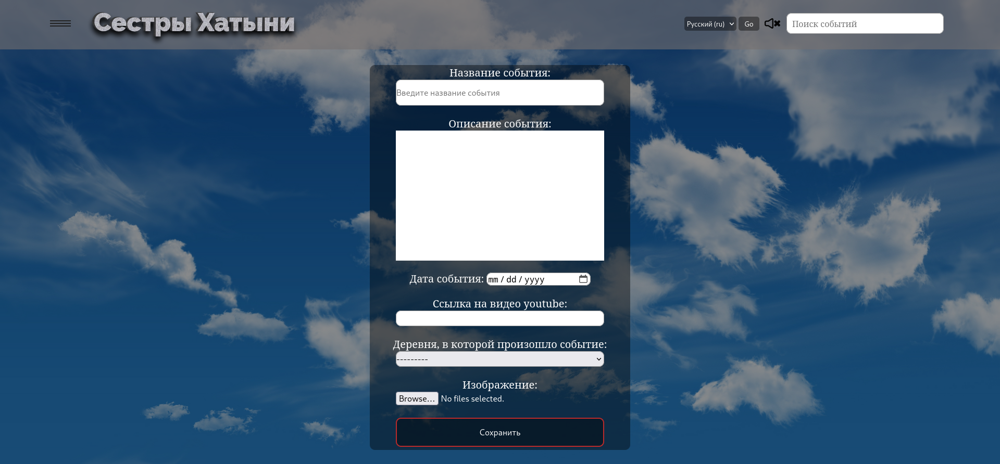 Сестры Хатыни
Русский (ru)
Go
Поиск событий
Название события:
Введите название события
Описание события:
Дата события: mm / dd / yyyy
Ссылка на видео youtube:
Деревня, в которой произошло событие:
---------
Изображение:
Browse... No files selected.
Сохранить